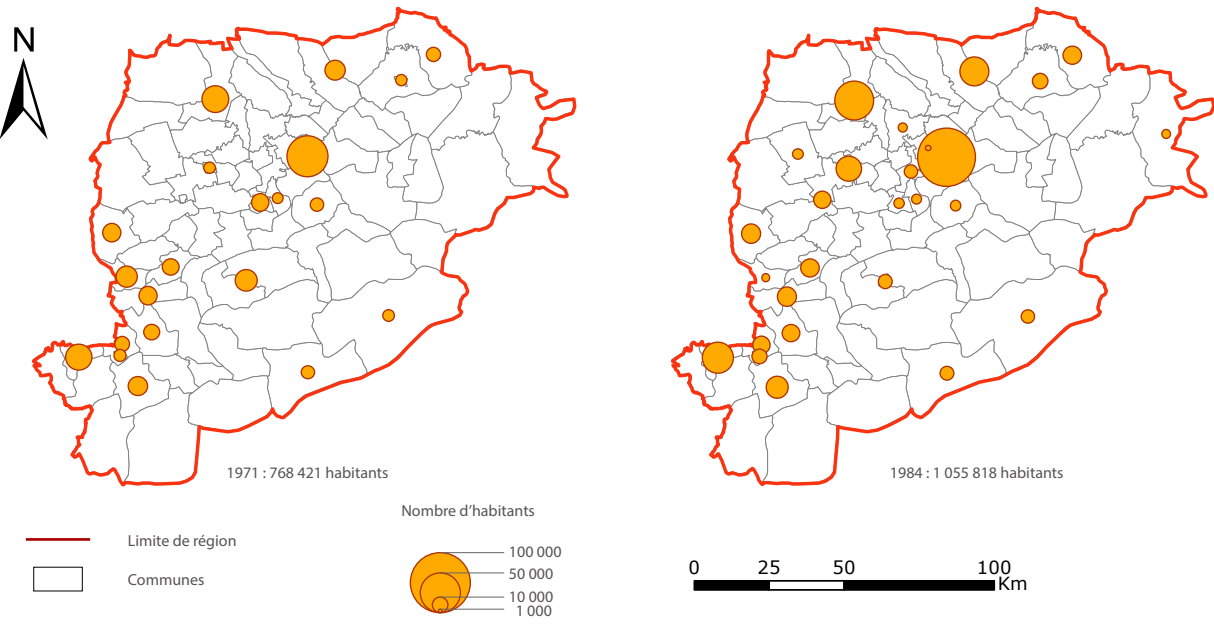 N
1971 : 768 421 habitants
1984 : 1 055 818 habitants
Nombre d’habitants
Limite de région
Communes
100 000
50 000
10 000
1 000
0 25 50 100
Km